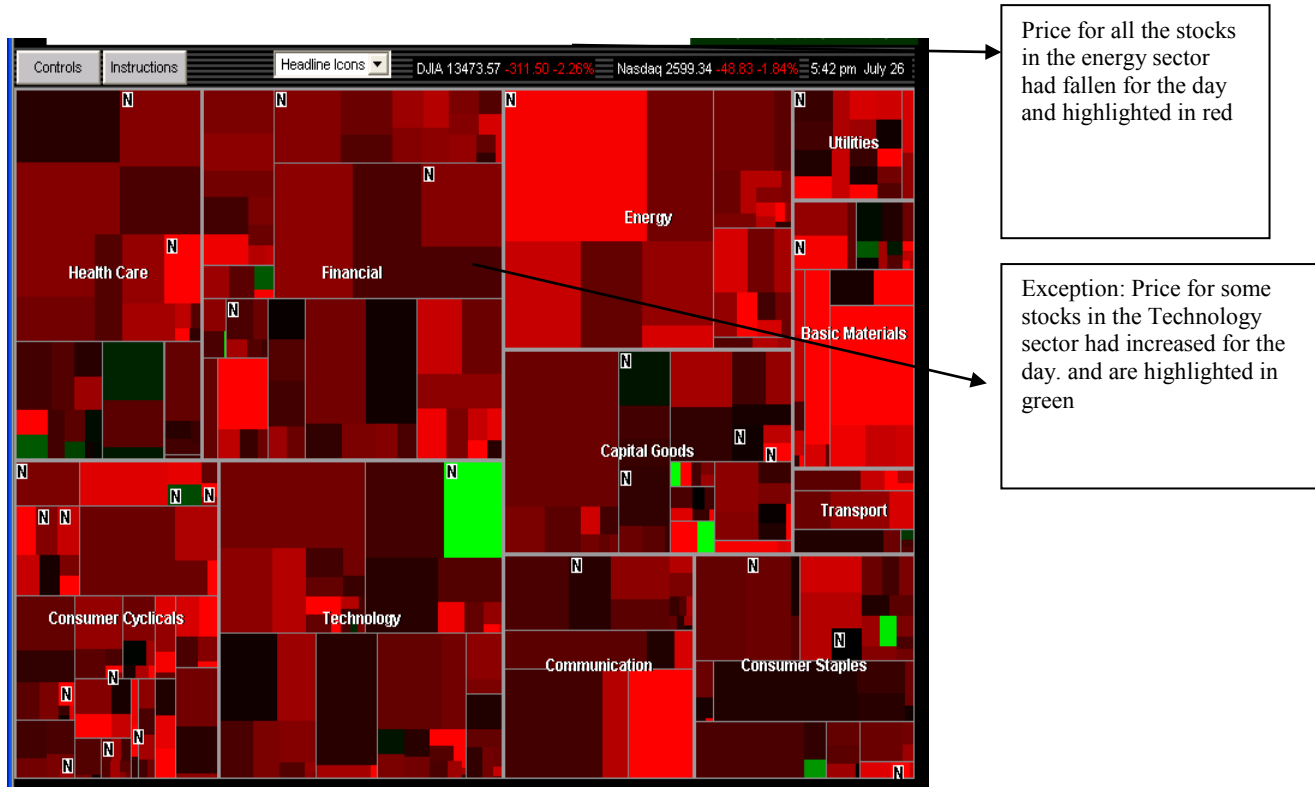 Controls
Instructions
Headline Icons
DJIA 13473.57 -311.50 -2.26%
Nasdaq 2599.34 -48.83 -1.84%
5:42 pm July 26
Price for all the stocks
in the energy sector
had fallen for the day
and highlighted in red
N
N
N
N
Utilities
N
Energy
N
N
Health Care
Financial
Exception: Price for some
stocks in the Technology
sector had increased for the
day. and are highlighted in
green
N
Basic Materials
N
N
Capital Goods
N
N
N
N
N
N
N
Transport
N
N
Consumer Cyclicals
Technology
N
Communication
Consumer Staples
N
N
N
N
N
N